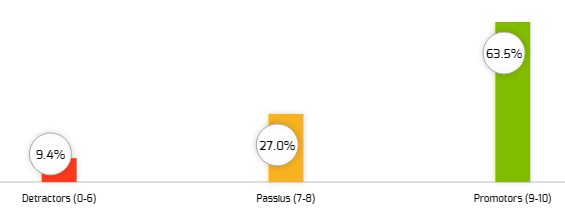 63.5%
27.0%
9.4%
Detractors (0-6) Passius (7-8) Promotors (9-10)